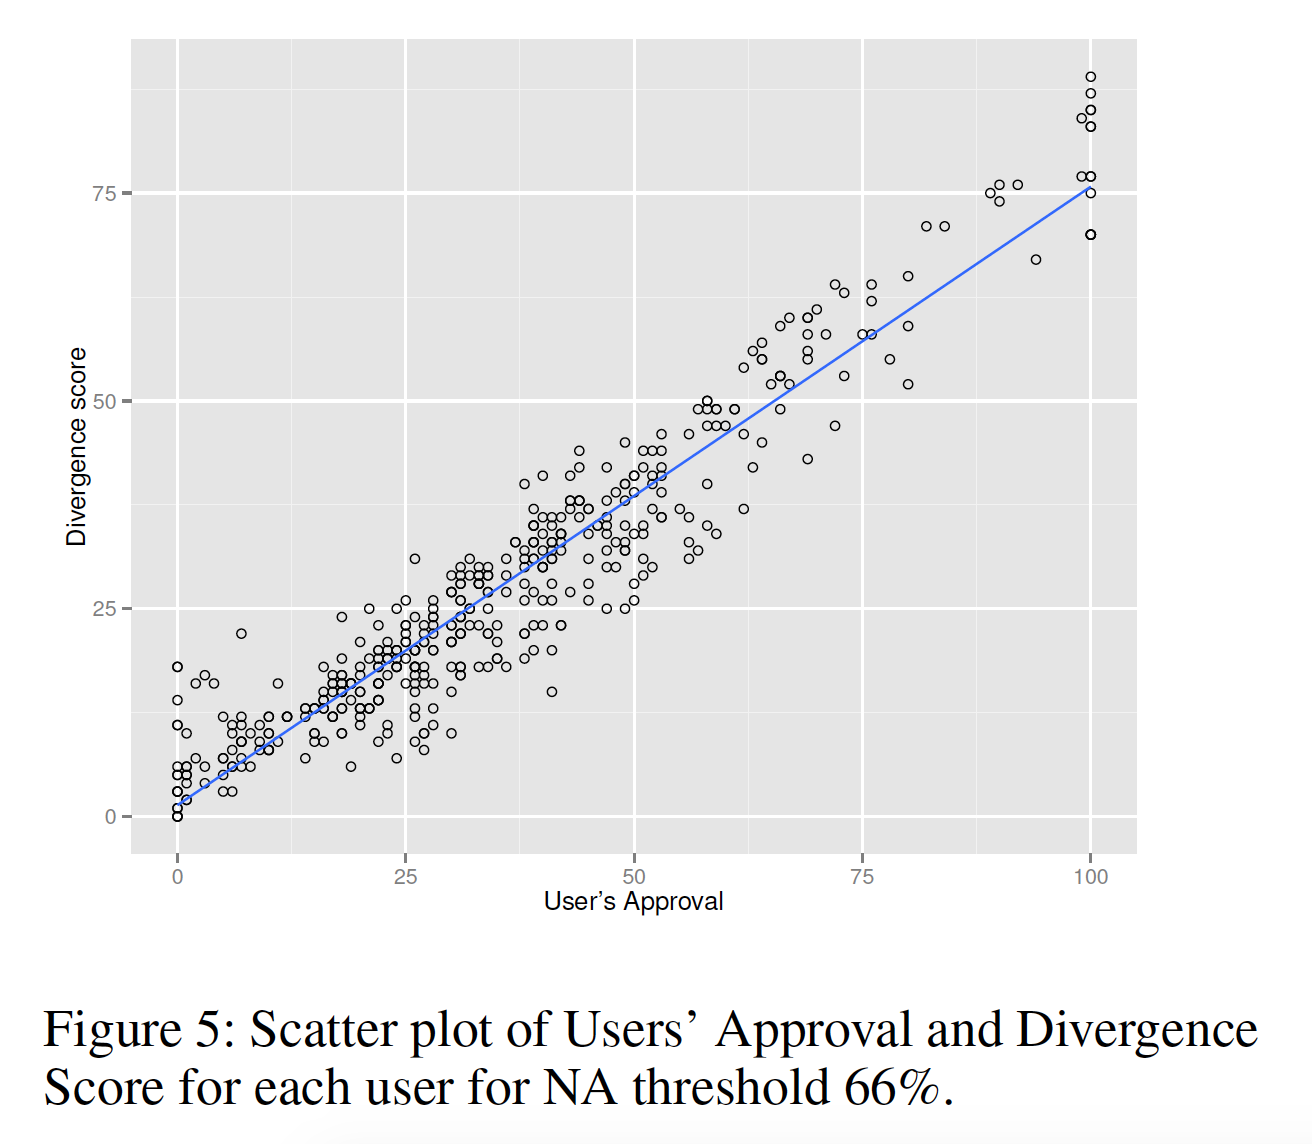 75
50
25
0
Divergence score
0 25 50 75 100
User’s Approval
Figure 5: Scatter plot of Users’ Approval and Divergence
Score for each user for NA threshold 66%.